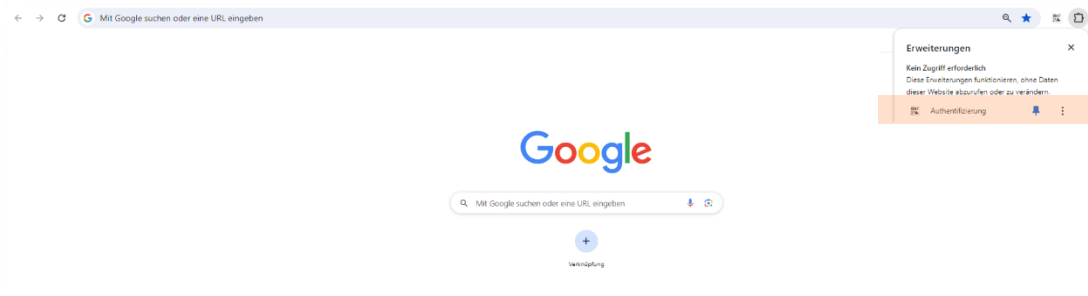 Mit Google suchen oder eine URL eingeben
Erweiterungen
Kein Zugriff erforderlich
Diese Erweiterungen funktionieren, ohne Daten
dieser Website abzurufen oder zu verändern.
Authentifizierung
Google
Mit Google suchen oder eine URL eingeben
Verknüpfung